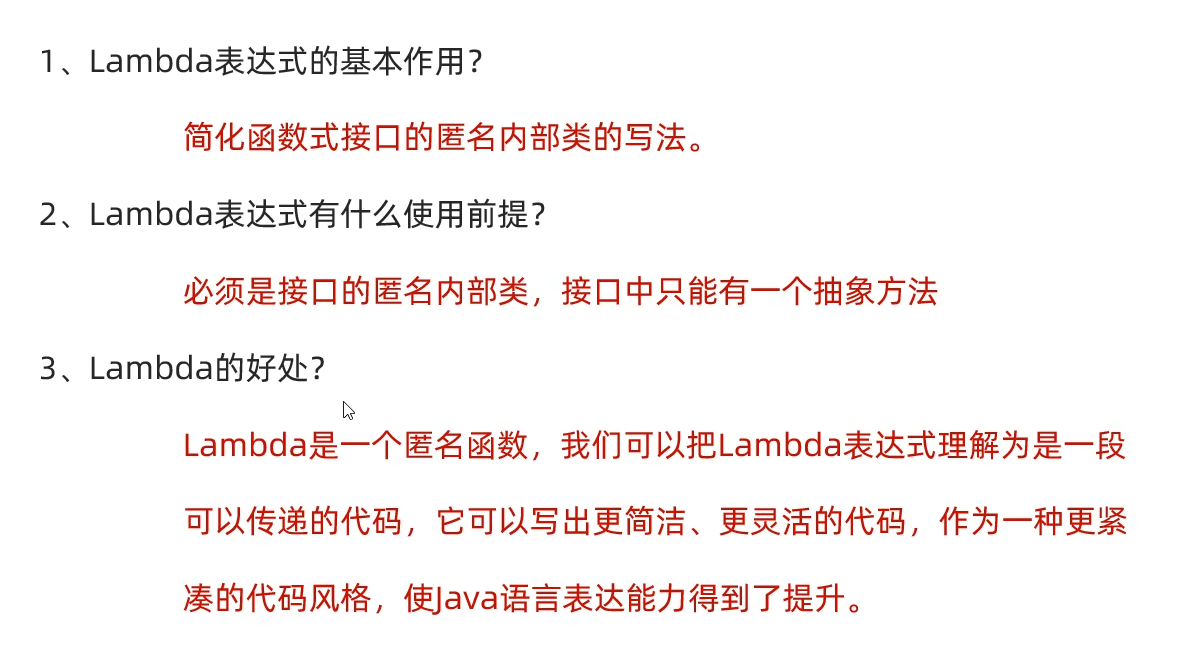 1、Lambda表达式的基本作用？
简化函数式接口的匿名内部类的写法。
2、Lambda表达式有什么使用前提？
必须是接口的匿名内部类，接口中只能有一个抽象方法
3、Lambda的好处？
Lambda是一个匿名函数，我们可以把Lambda表达式理解为是一段
可以传递的代码，它可以写出更简洁、更灵活的代码，作为一种更紧
凑的代码风格，使Java语言表达能力得到了提升。